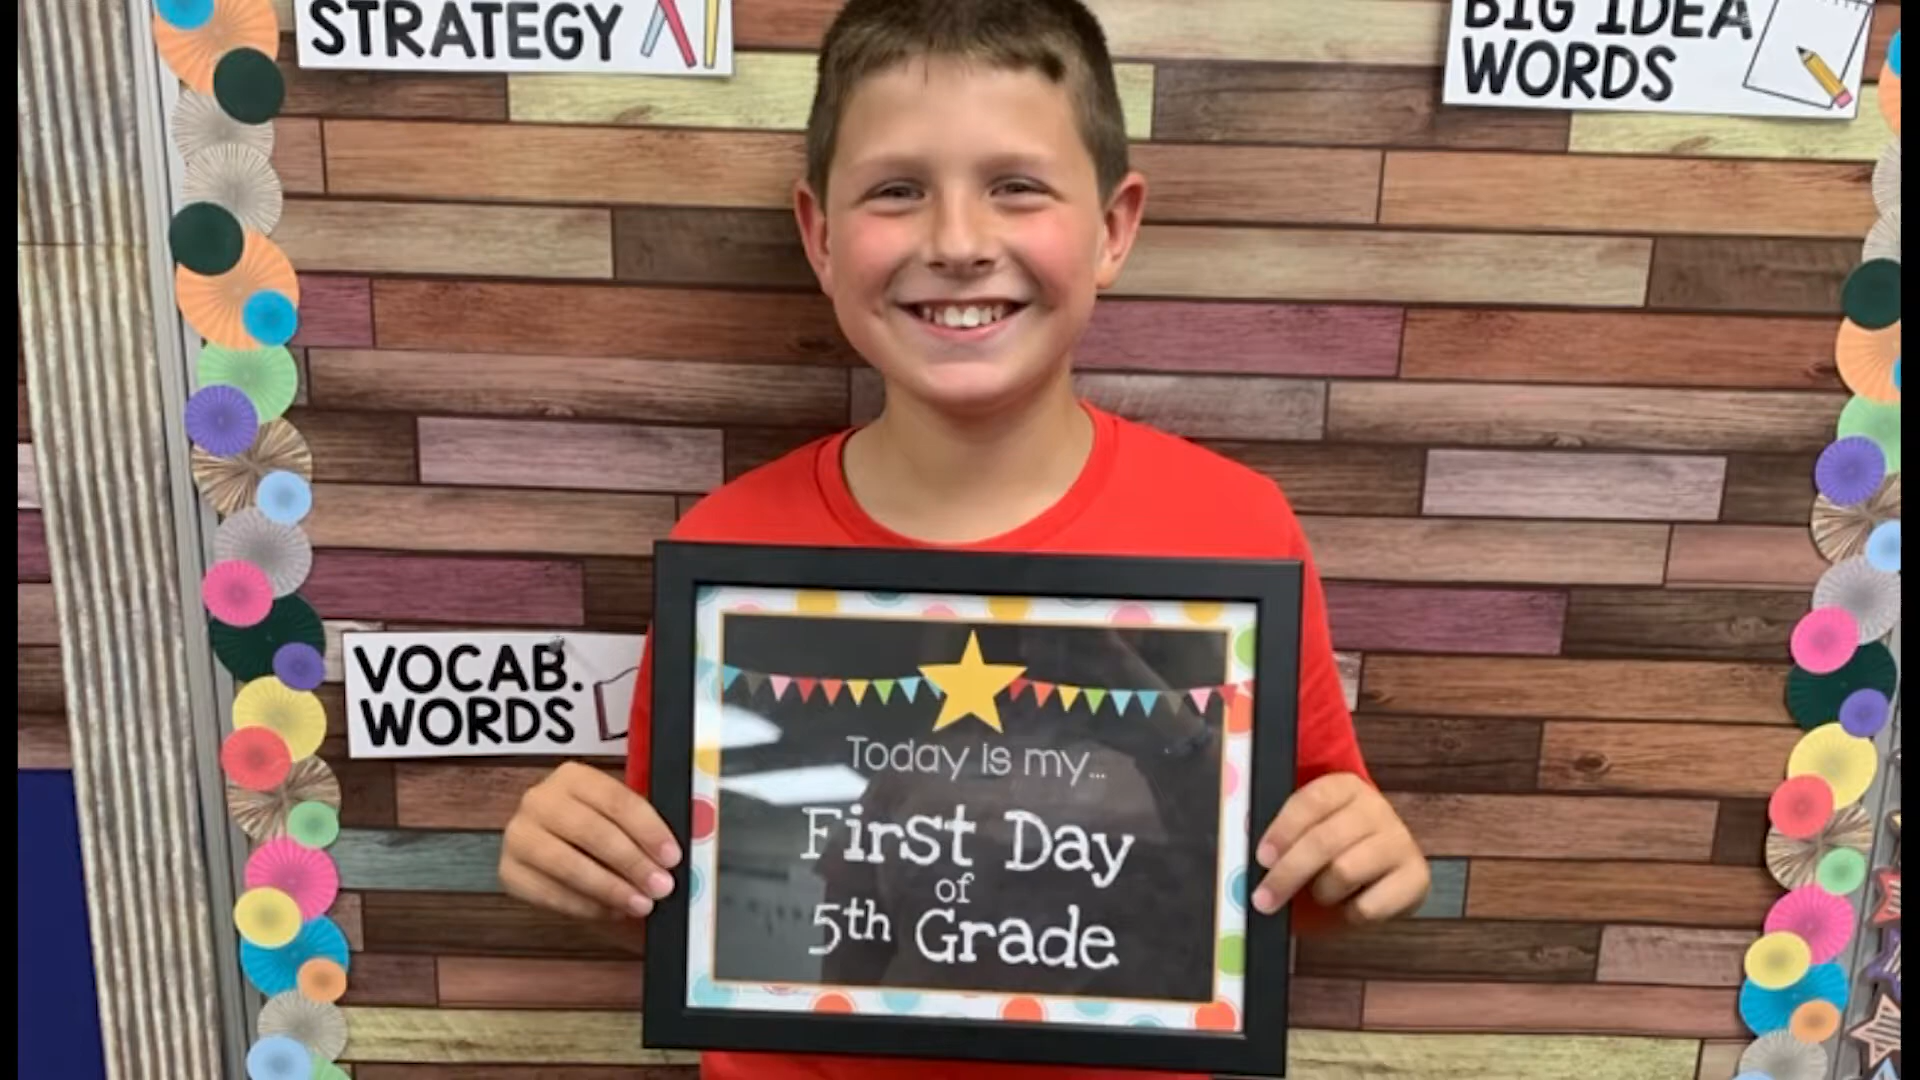 STRATEGY
BIG IDEA
WORDS
VOCAB.
WORDS
Today is my...
First Day
of
5th Grade